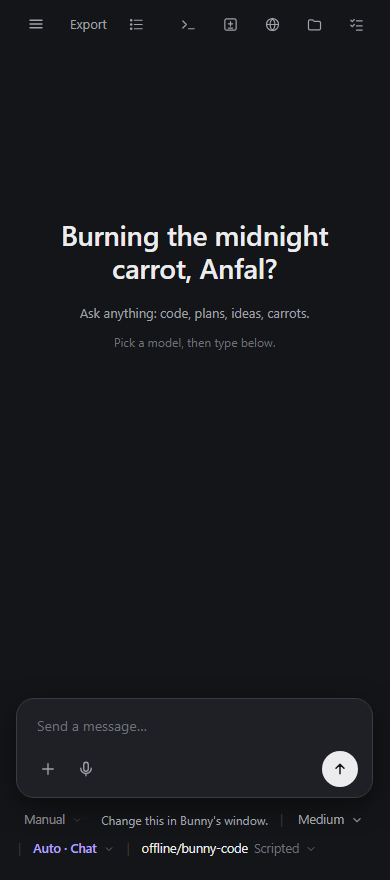 Export
Burning the midnight
carrot, Anfal?
Ask anything: code, plans, ideas, carrots.
Pick a model, then type below.
Send a message...
Manual Change this in Bunny's window. | Medium
| Auto · Chat | offline/bunny-code Scripted